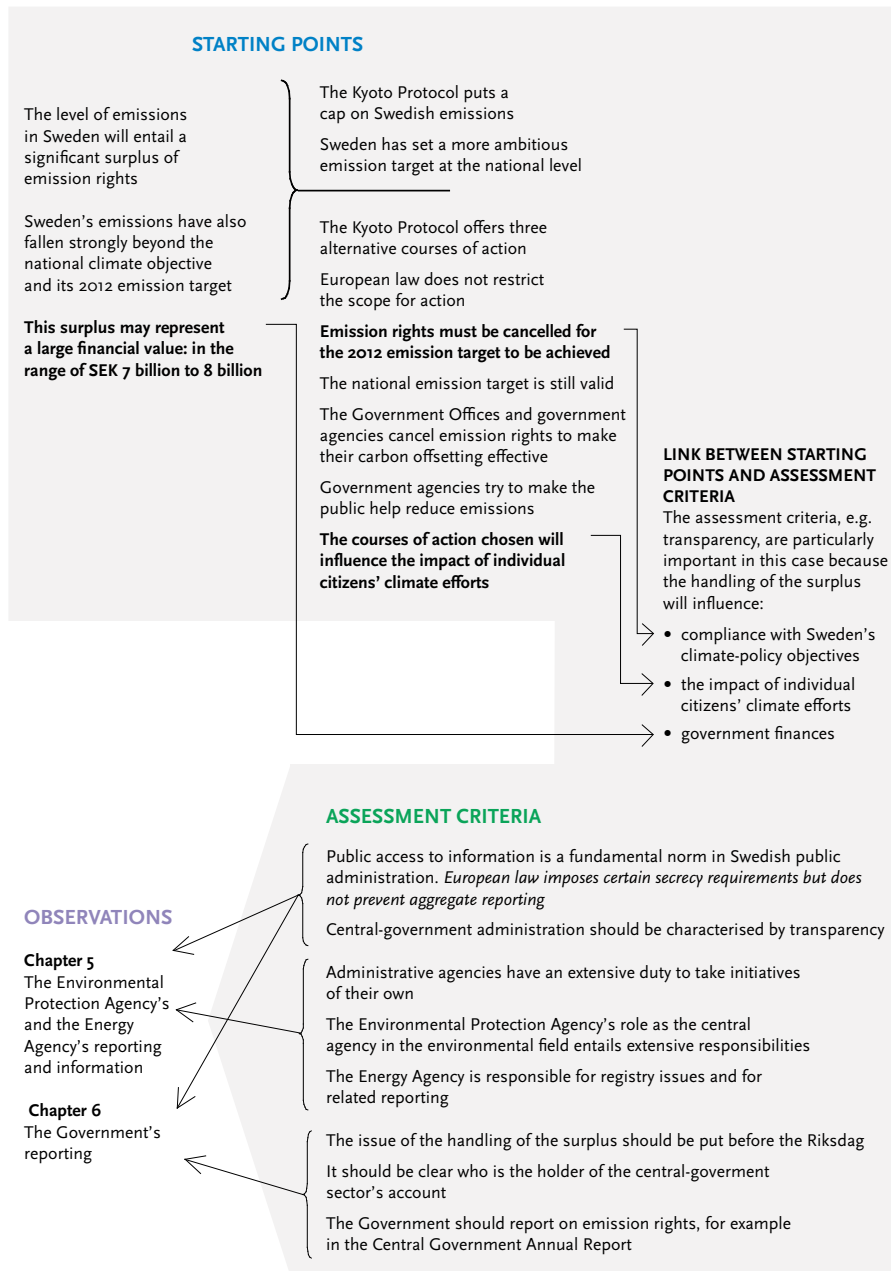 STARTING POINTS
The level of emissions
in Sweden will entail a
significant surplus of
emission rights
Sweden's emissions have also
fallen strongly beyond the
national climate objective
and its 2012 emission target
This surplus may represent
a large financial value: in the
range of SEK 7 billion to 8 billion
The Kyoto Protocol puts a
cap on Swedish emissions
Sweden has set a more ambitious
emission target at the national level
The Kyoto Protocol offers three
alternative courses of action
European law does not restrict
the scope for action
Emission rights must be cancelled for
the 2012 emission target to be achieved
The national emission target is still valid
The Government Offices and government
agencies cancel emission rights to make
their carbon offsetting effective
Government agencies try to make the
public help reduce emissions
The courses of action chosen will
influence the impact of individual
citizens' climate efforts
LINK BETWEEN STARTING
POINTS AND ASSESSMENT
CRITERIA
The assessment criteria, e.g.
transparency, are particularly
important in this case because
the handling of the surplus
will influence:
• compliance with Sweden's
climate-policy objectives
• the impact of individual
citizens' climate efforts
• government finances
ASSESSMENT CRITERIA
Public access to information is a fundamental norm in Swedish public
administration. European law imposes certain secrecy requirements but does
not prevent aggregate reporting
Central-government administration should be characterised by transparency
Administrative agencies have an extensive duty to take initiatives
of their own
The Environmental Protection Agency's role as the central
agency in the environmental field entails extensive responsibilities
The Energy Agency is responsible for registry issues and for
related reporting
The issue of the handling of the surplus should be put before the Riksdag
It should be clear who is the holder of the central-goverment
sector's account
The Government should report on emission rights, for example
in the Central Government Annual Report
OBSERVATIONS
Chapter 5
The Environmental
Protection Agency's
and the Energy
Agency's reporting
and information
Chapter 6
The Government's
reporting